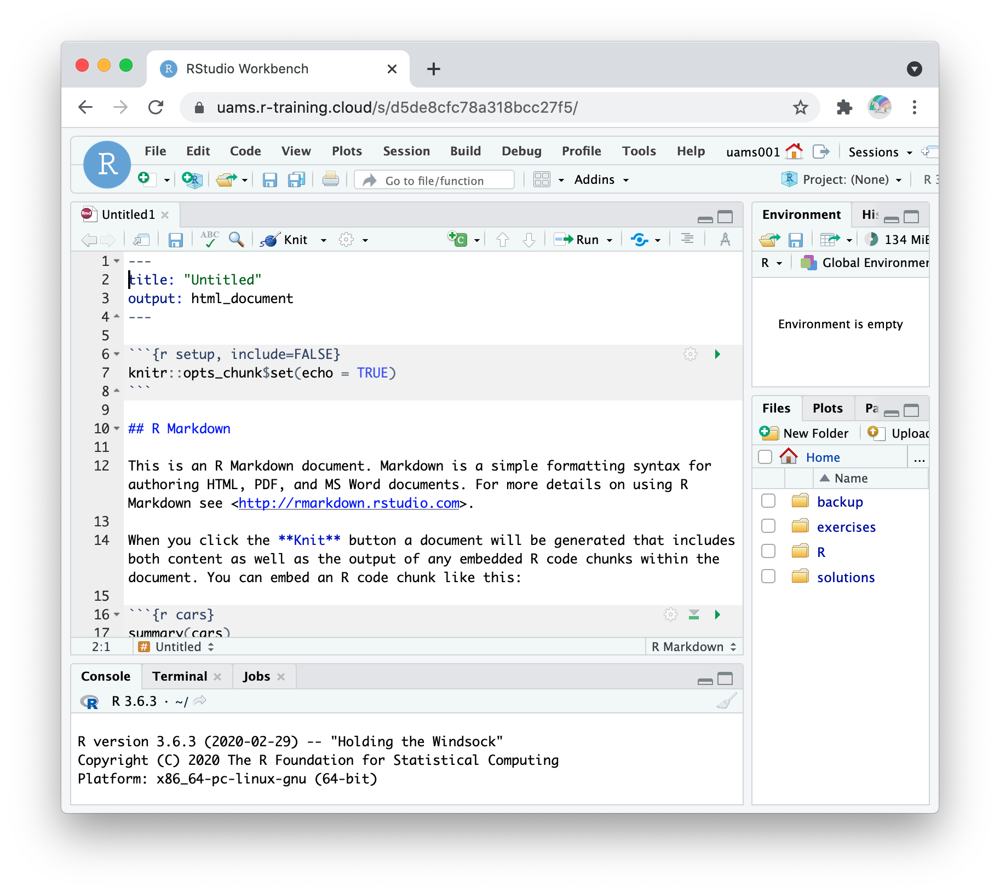 RStudio Workbench
uams.r-training.cloud/s/d5de8cfc78a318bcc27f5/
File Edit Code View Plots Session Build Debug Profile Tools Help uams001 Sessions
Go to file/function Addins Project: (None) R 3
Untitled1
ABC Knit Run
1 ---
2 title: "Untitled"
3 output: html_document
4 ---
5
6 ```{r setup, include=FALSE}
7 knitr::opts_chunk$set(echo = TRUE)
8 ```
9
10 ## R Markdown
11
12 This is an R Markdown document. Markdown is a simple formatting syntax for
authoring HTML, PDF, and MS Word documents. For more details on using R
Markdown see <http://rmarkdown.rstudio.com>.
13
14 When you click the **Knit** button a document will be generated that includes
both content as well as the output of any embedded R code chunks within the
document. You can embed an R code chunk like this:
15
16 ```{r cars}
17 summary(cars)
2:1 # Untitled R Markdown
Console Terminal Jobs
R 3.6.3 · ~/
R version 3.6.3 (2020-02-29) -- "Holding the Windsock"
Copyright (C) 2020 The R Foundation for Statistical Computing
Platform: x86_64-pc-linux-gnu (64-bit)
Environment His
134 MiB
R Global Environmen
Environment is empty
Files Plots Pa
New Folder Upload
Home ...
Name
backup
exercises
R
solutions